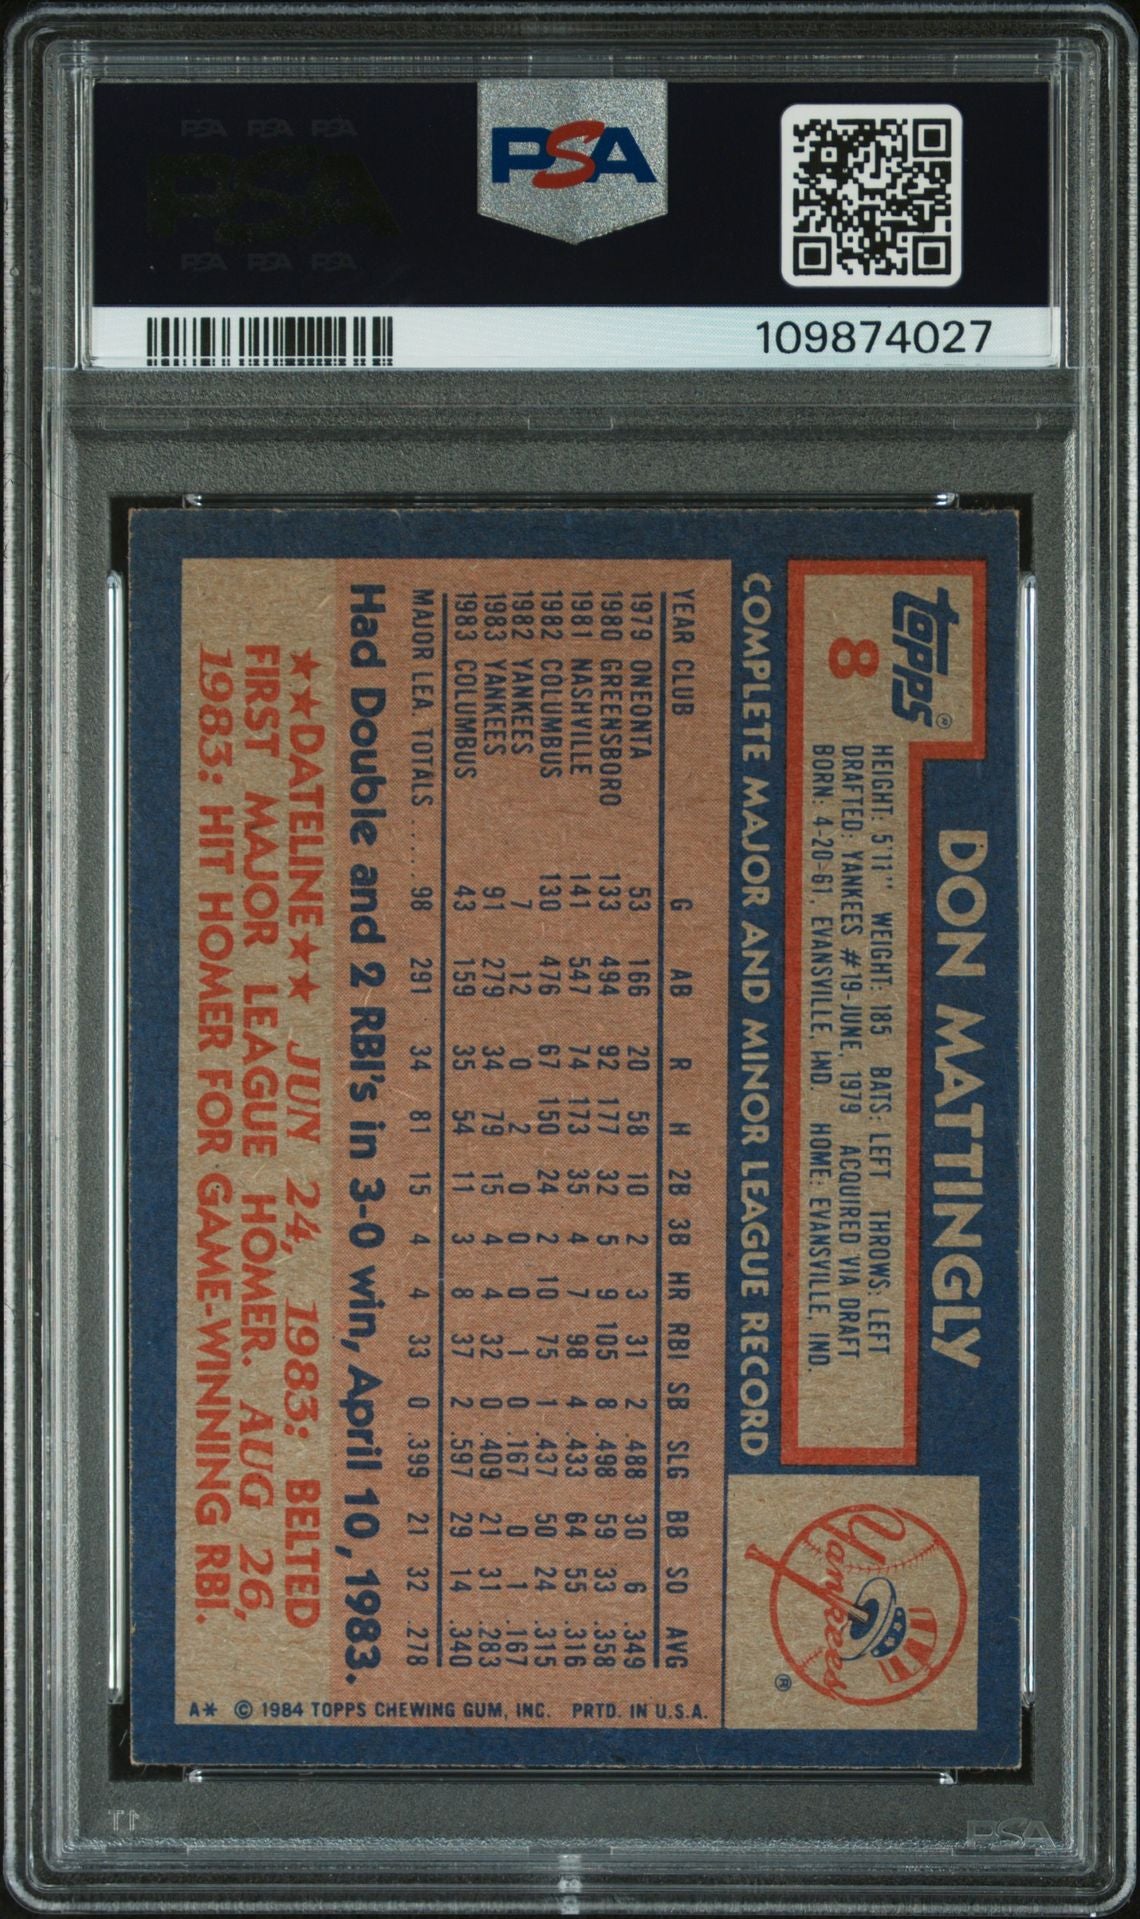 PSA PSA PSA
PSA
PSA PSA PSA
PSA
109874027
topps®
8
DON MATTINGLY
HEIGHT: 5'11" WEIGHT: 185 BATS: LEFT THROWS: LEFT
DRAFTED: YANKEES #19-JUNE, 1979 ACQUIRED VIA DRAFT
BORN: 4-20-61, EVANSVILLE, IND. HOME: EVANSVILLE, IND.
Yankees ®
COMPLETE MAJOR AND MINOR LEAGUE RECORD
YEAR CLUB G AB R H 2B 3B HR RBI SB SLG BB SO AVG
1979 ONEONTA 53 166 20 58 10 2 3 31 2 .488 30 6 .349
1980 GREENSBORO 133 494 92 177 32 5 9 105 8 .498 59 33 .358
1981 NASHVILLE 141 547 74 173 35 4 7 98 4 .433 64 55 .316
1982 COLUMBUS 130 476 67 150 24 2 10 75 1 .437 50 24 .315
1982 YANKEES 7 12 0 2 0 0 0 1 0 .167 0 1 .167
1983 YANKEES 91 279 34 79 15 4 4 32 0 .409 21 31 .283
1983 COLUMBUS 43 159 35 54 11 3 8 37 2 .597 29 14 .340
MAJOR LEA. TOTALS ..... 98 291 34 81 15 4 4 33 0 .399 21 32 .278
Had Double and 2 RBI's in 3-0 win, April 10, 1983.
★★DATELINE★★ JUN 24, 1983: BELTED
FIRST MAJOR LEAGUE HOMER. AUG 26,
1983: HIT HOMER FOR GAME-WINNING RBI.
A* © 1984 TOPPS CHEWING GUM, INC. PRTD. IN U.S.A.
PSA